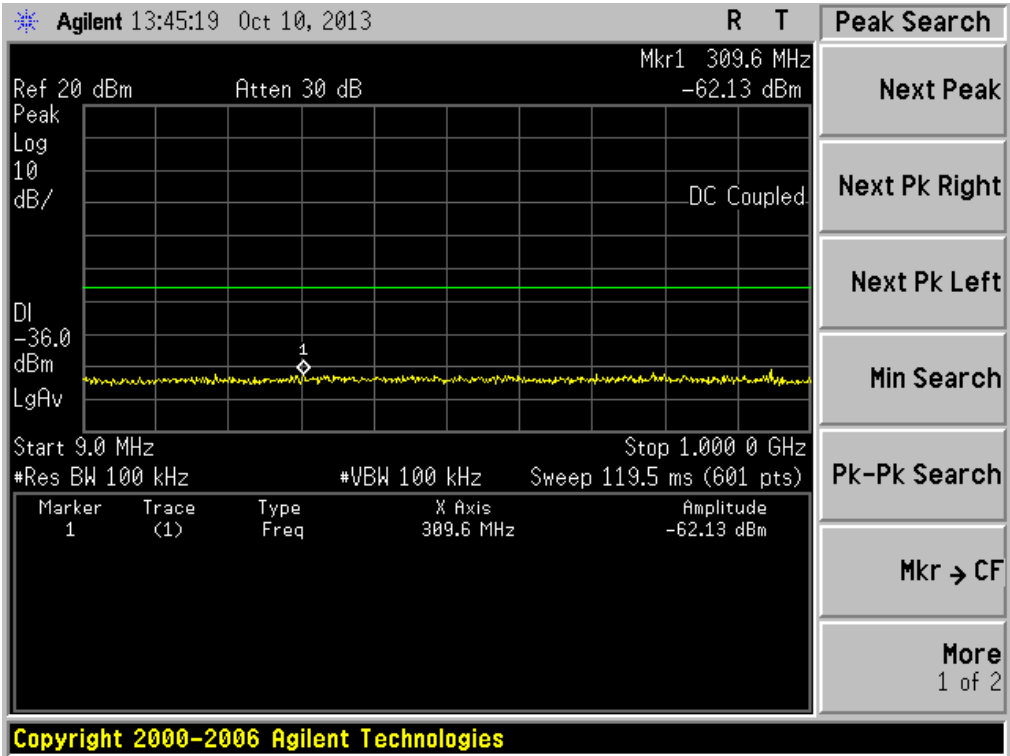 Agilent 13:45:19 Oct 10, 2013 R T
Peak Search
Mkr1 309.6 MHz
Ref 20 dBm Atten 30 dB -62.13 dBm
Peak
Log
10
dB/
DC Coupled
DI
-36.0
dBm
LgAv
1
Start 9.0 MHz Stop 1.000 0 GHz
#Res BW 100 kHz #VBW 100 kHz Sweep 119.5 ms (601 pts)
Marker Trace Type X Axis Amplitude
1 (1) Freq 309.6 MHz -62.13 dBm
Next Peak
Next Pk Right
Next Pk Left
Min Search
Pk-Pk Search
Mkr → CF
More
1 of 2
Copyright 2000-2006 Agilent Technologies